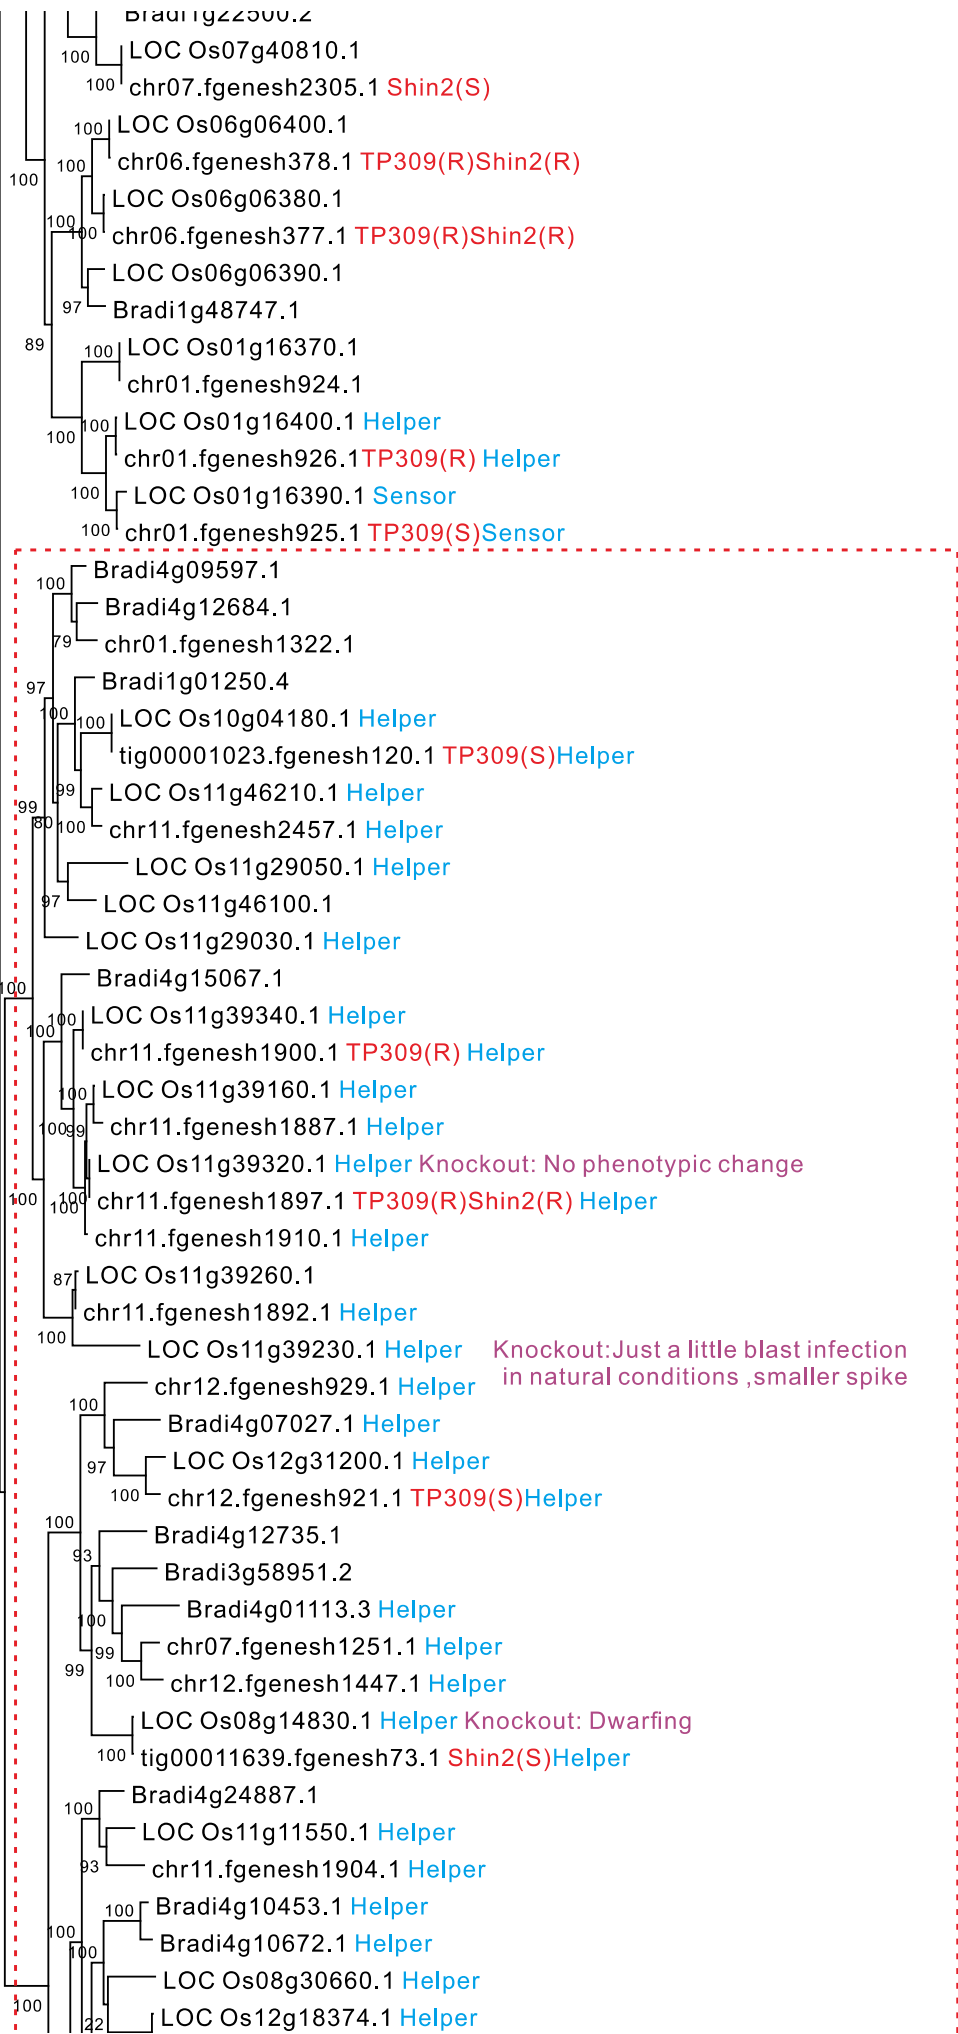 Bradi1g22500.2
100 LOC Os07g40810.1
100 chr07.fgenesh2305.1 Shin2(S)
100 LOC Os06g06400.1
100 chr06.fgenesh378.1 TP309(R)Shin2(R)
100
LOC Os06g06380.1
100
100 chr06.fgenesh377.1 TP309(R)Shin2(R)
LOC Os06g06390.1
97 Bradi1g48747.1
89
100 LOC Os01g16370.1
chr01.fgenesh924.1
100 LOC Os01g16400.1 Helper
100
chr01.fgenesh926.1TP309(R) Helper
100 LOC Os01g16390.1 Sensor
100 chr01.fgenesh925.1 TP309(S)Sensor
100 Bradi4g09597.1
Bradi4g12684.1
79 chr01.fgenesh1322.1
97 Bradi1g01250.4
100 100 LOC Os10g04180.1 Helper
tig00001023.fgenesh120.1 TP309(S)Helper
99 LOC Os11g46210.1 Helper
99
80 100 chr11.fgenesh2457.1 Helper
LOC Os11g29050.1 Helper
97 LOC Os11g46100.1
LOC Os11g29030.1 Helper
Bradi4g15067.1
100
100 100 LOC Os11g39340.1 Helper
chr11.fgenesh1900.1 TP309(R) Helper
100 LOC Os11g39160.1 Helper
100 99 chr11.fgenesh1887.1 Helper
LOC Os11g39320.1 Helper Knockout: No phenotypic change
100 100 chr11.fgenesh1897.1 TP309(R)Shin2(R) Helper
chr11.fgenesh1910.1 Helper
87 LOC Os11g39260.1
chr11.fgenesh1892.1 Helper
100 LOC Os11g39230.1 Helper Knockout:Just a little blast infection
in natural conditions ,smaller spike
chr12.fgenesh929.1 Helper
100
Bradi4g07027.1 Helper
97 LOC Os12g31200.1 Helper
100 chr12.fgenesh921.1 TP309(S)Helper
100
Bradi4g12735.1
93
Bradi3g58951.2
Bradi4g01113.3 Helper
100
99 chr07.fgenesh1251.1 Helper
99 100 chr12.fgenesh1447.1 Helper
LOC Os08g14830.1 Helper Knockout: Dwarfing
100 tig00011639.fgenesh73.1 Shin2(S)Helper
Bradi4g24887.1
100
LOC Os11g11550.1 Helper
93 chr11.fgenesh1904.1 Helper
100 Bradi4g10453.1 Helper
100
100 Bradi4g10672.1 Helper
LOC Os08g30660.1 Helper
100
22 LOC Os12g18374.1 Helper